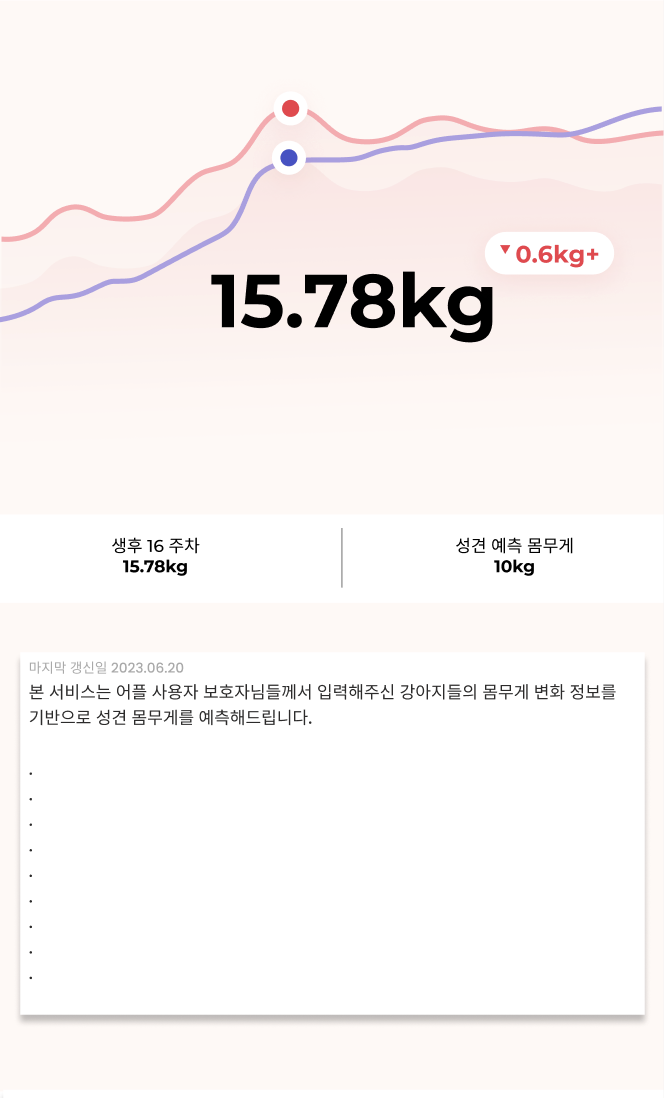 ▼0.6kg+
15.78kg
생후 16 주차
15.78kg
성견 예측 몸무게
10kg
마지막 갱신일 2023.06.20
본 서비스는 어플 사용자 보호자님들께서 입력해주신 강아지들의 몸무게 변화 정보를
기반으로 성견 몸무게를 예측해드립니다.
.
.
.
.
.
.
.
.
.